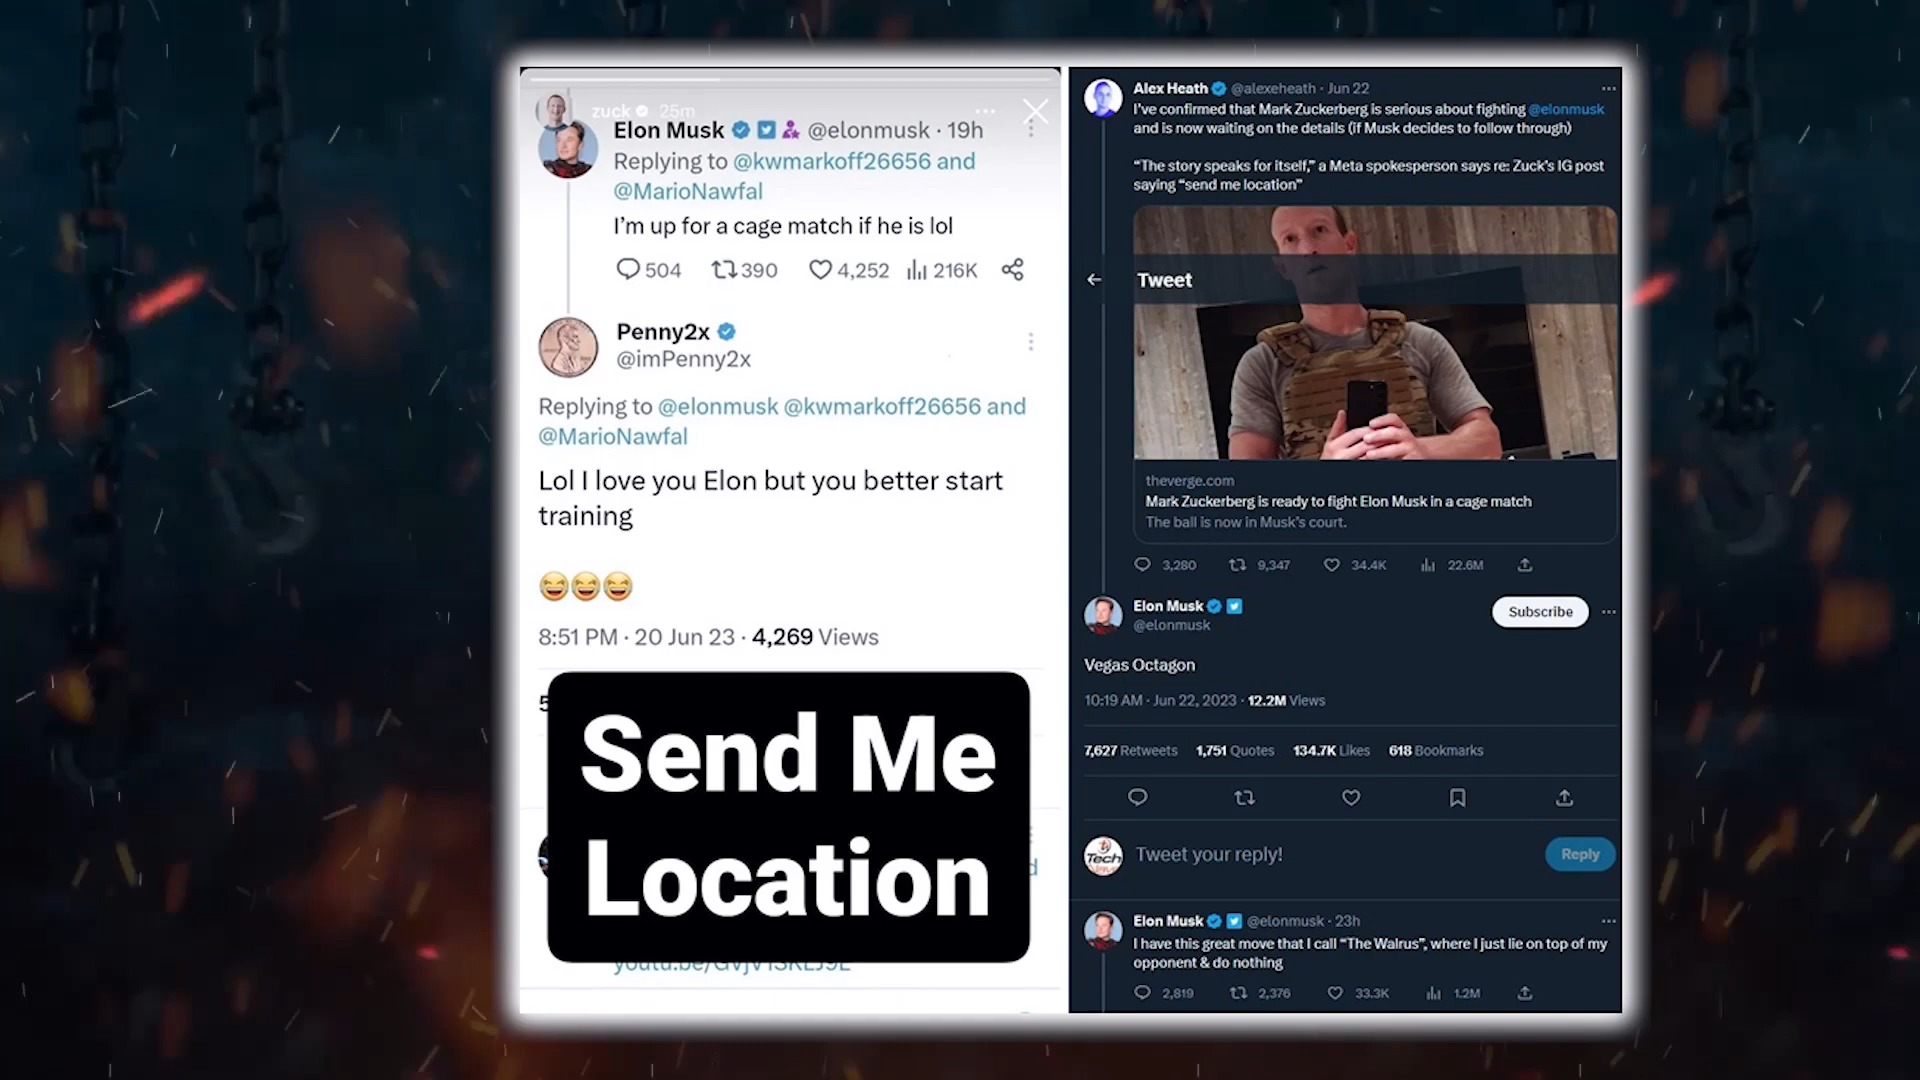 zuck 25m
Elon Musk @elonmusk · 19h
Replying to @kwmarkoff26656 and
@MarioNawfal
I'm up for a cage match if he is lol
504 390 4,252 216K
Penny2x
@imPenny2x
Replying to @elonmusk @kwmarkoff26656 and
@MarioNawfal
Lol I love you Elon but you better start
training
😂😂😂
8:51 PM · 20 Jun 23 · 4,269 Views
Send Me
Location
Alex Heath @alexeheath · Jun 22
I've confirmed that Mark Zuckerberg is serious about fighting @elonmusk
and is now waiting on the details (if Musk decides to follow through)
“The story speaks for itself,” a Meta spokesperson says re: Zuck's IG post
saying “send me location”
Tweet
theverge.com
Mark Zuckerberg is ready to fight Elon Musk in a cage match
The ball is now in Musk's court.
3,280 9,347 34.4K 22.6M
Elon Musk
@elonmusk
Subscribe
Vegas Octagon
10:19 AM · Jun 22, 2023 · 12.2M Views
7,627 Retweets 1,751 Quotes 134.7K Likes 618 Bookmarks
Tech
Tweet your reply!
Reply
Elon Musk @elonmusk · 23h
I have this great move that I call “The Walrus”, where I just lie on top of my
opponent & do nothing
2,819 2,376 33.3K 1.2M